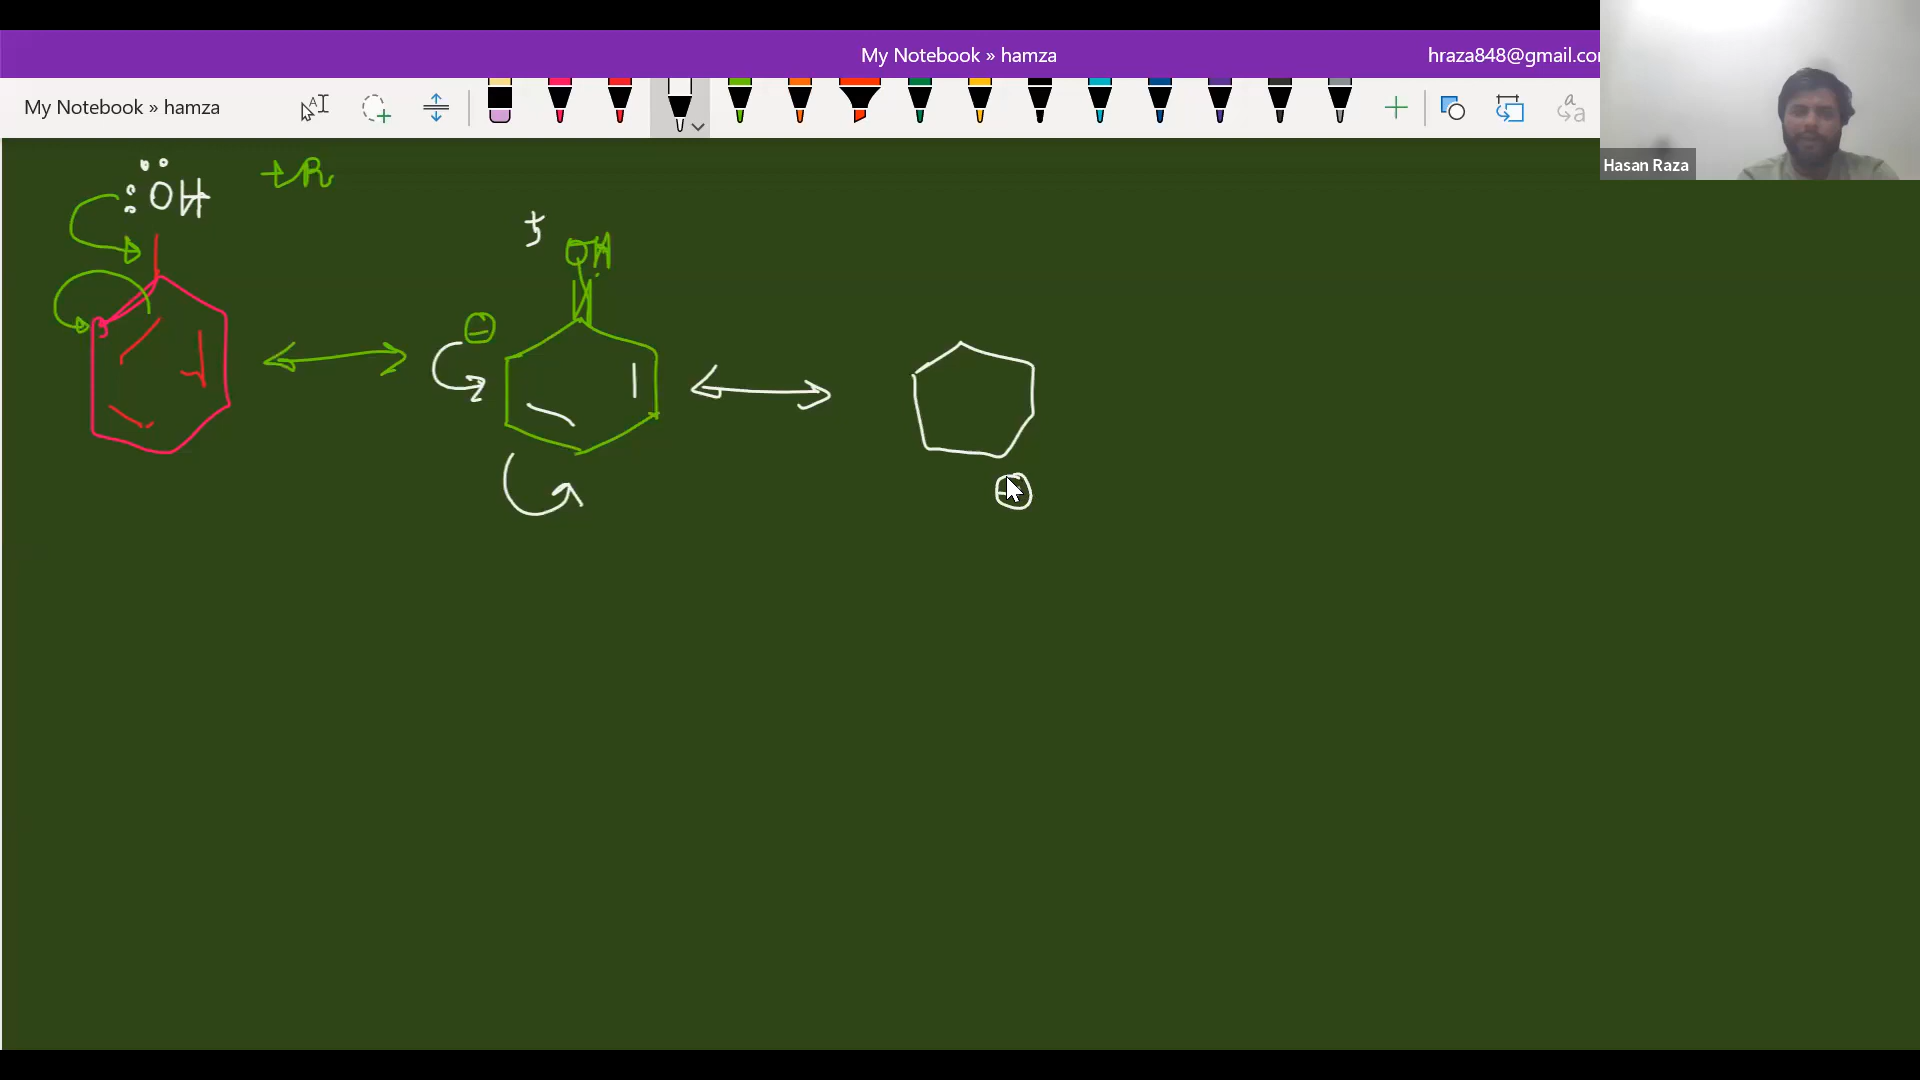 My Notebook » hamza
hraza848@gmail.co
My Notebook » hamza
Hasan Raza
:OH
+R
+
OH